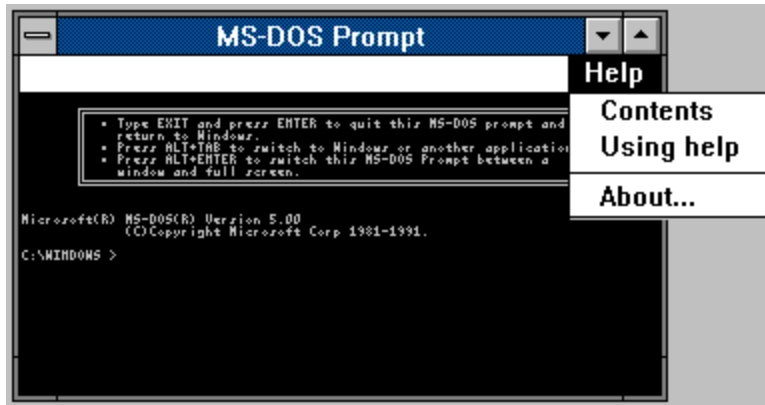 MS-DOS Prompt
Help
Contents
Using help
About...
▪ Type EXIT and press ENTER to quit this MS-DOS prompt and
return to Windows.
▪ Press ALT+TAB to switch to Windows or another application
▪ Press ALT+ENTER to switch this MS-DOS Prompt between a
window and full screen.
Microsoft(R) MS-DOS(R) Version 5.00
(C)Copyright Microsoft Corp 1981-1991.
C:\WINDOWS >